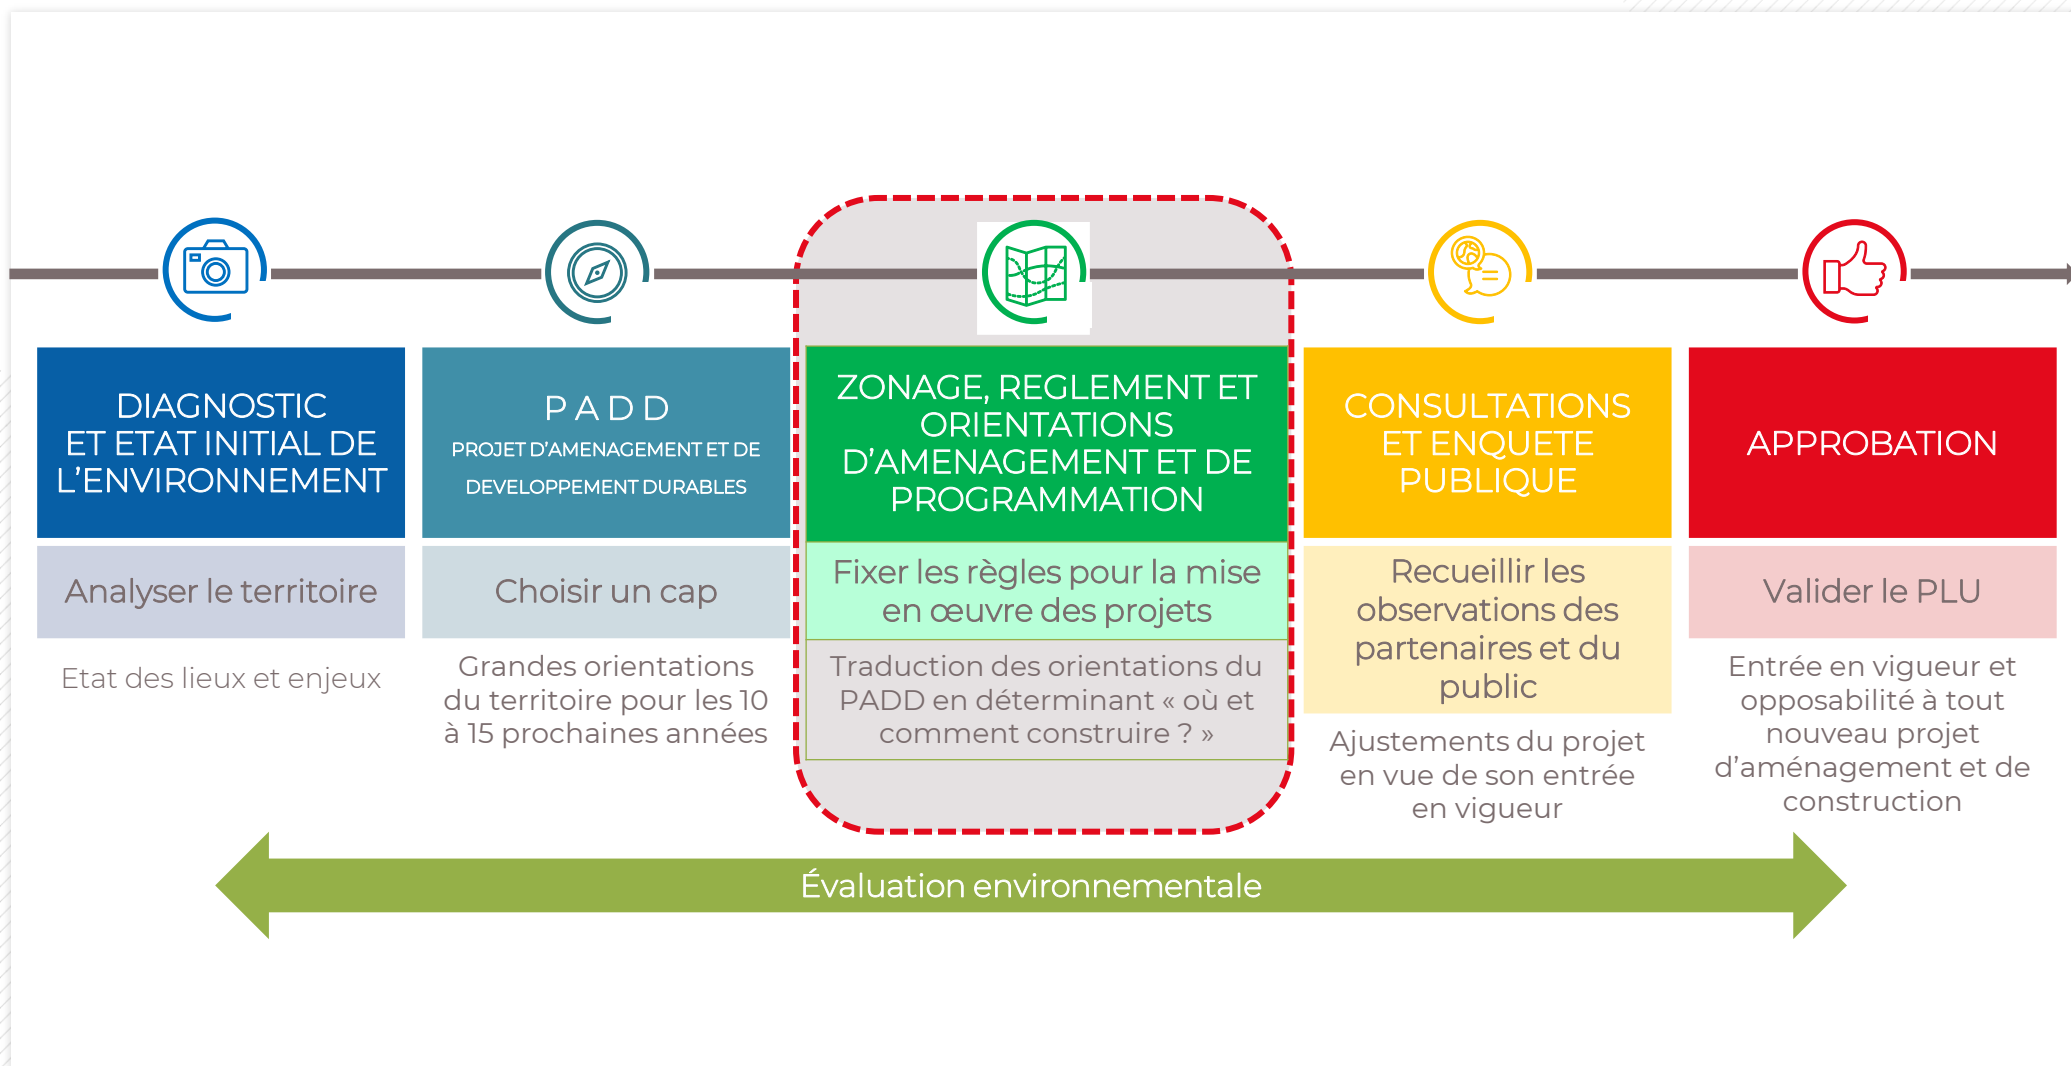 DIAGNOSTIC
ET ETAT INITIAL DE
L’ENVIRONNEMENT
Analyser le territoire
Etat des lieux et enjeux
P A D D
PROJET D’AMENAGEMENT ET DE
DEVELOPPEMENT DURABLES
Choisir un cap
Grandes orientations
du territoire pour les 10
à 15 prochaines années
ZONAGE, REGLEMENT ET
ORIENTATIONS
D’AMENAGEMENT ET DE
PROGRAMMATION
Fixer les règles pour la mise
en œuvre des projets
Traduction des orientations du
PADD en déterminant « où et
comment construire ? »
CONSULTATIONS
ET ENQUETE
PUBLIQUE
Recueillir les
observations des
partenaires et du
public
Ajustements du projet
en vue de son entrée
en vigueur
APPROBATION
Valider le PLU
Entrée en vigueur et
opposabilité à tout
nouveau projet
d’aménagement et de
construction
Évaluation environnementale